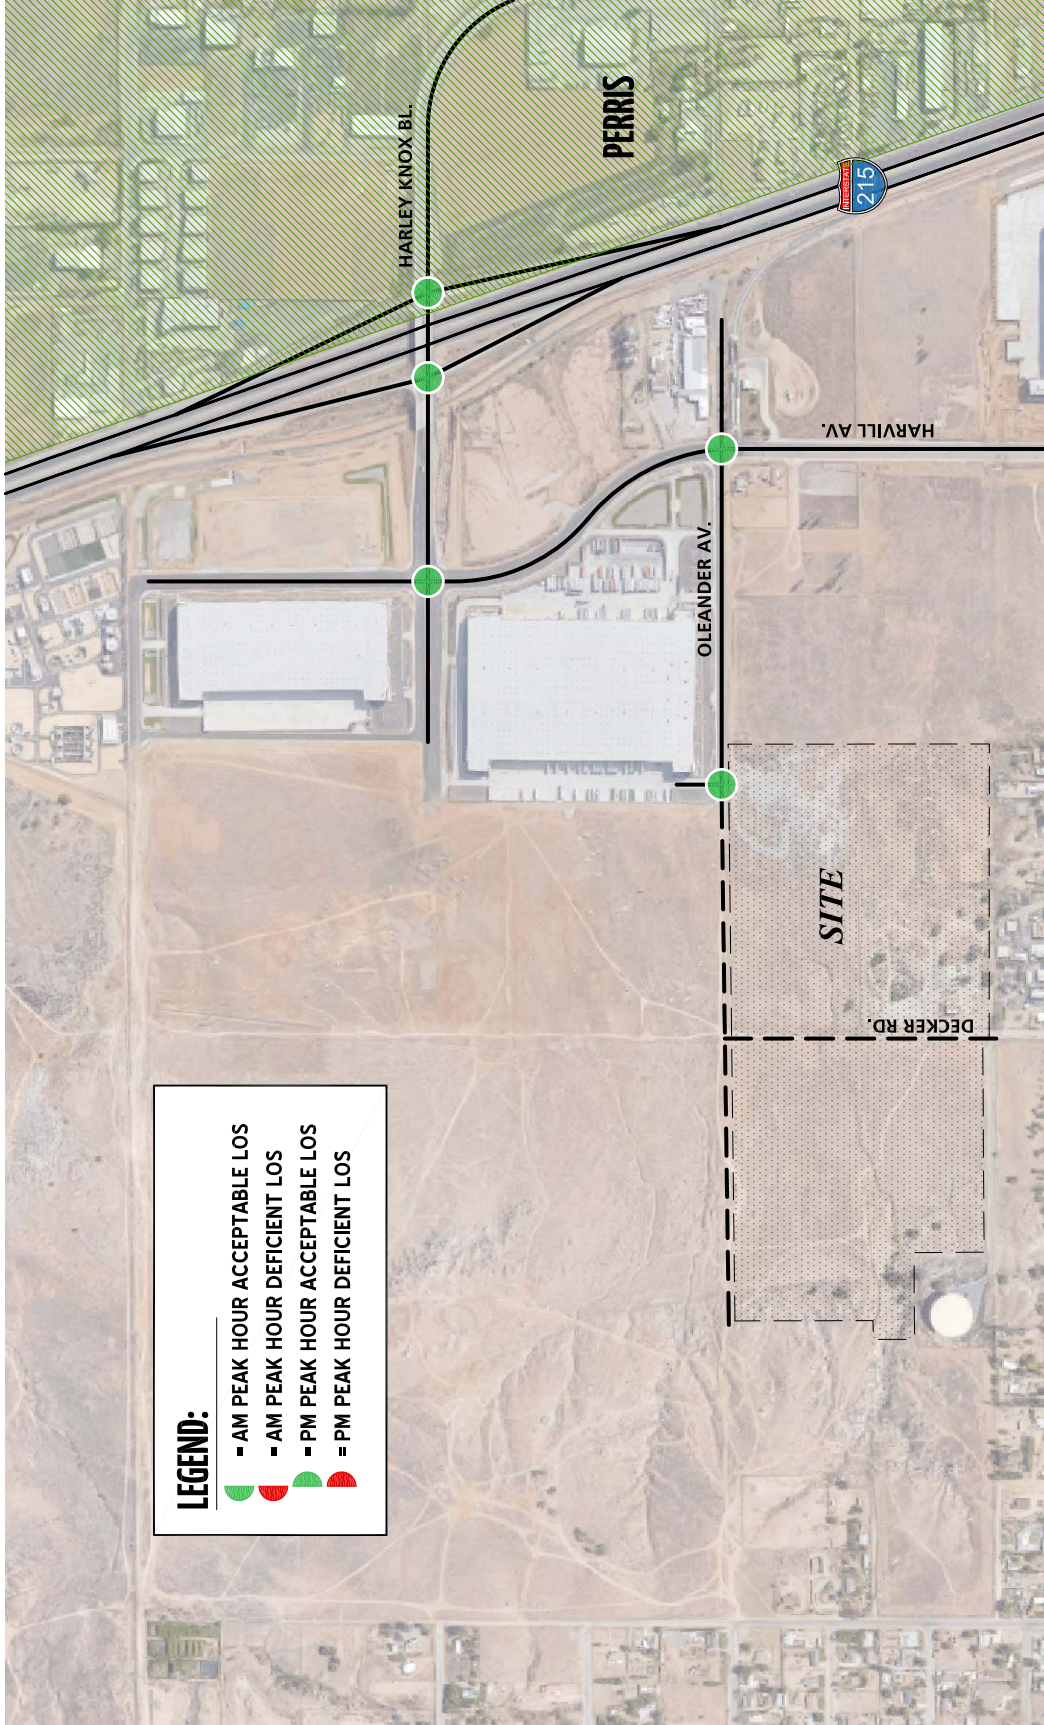 HARLEY KNOX BL.
PERRIS
INTERSTATE
215
HARVILL AV.
OLEANDER AV.
SITE
DECKER RD.
LEGEND:
= AM PEAK HOUR ACCEPTABLE LOS
= AM PEAK HOUR DEFICIENT LOS
= PM PEAK HOUR ACCEPTABLE LOS
= PM PEAK HOUR DEFICIENT LOS